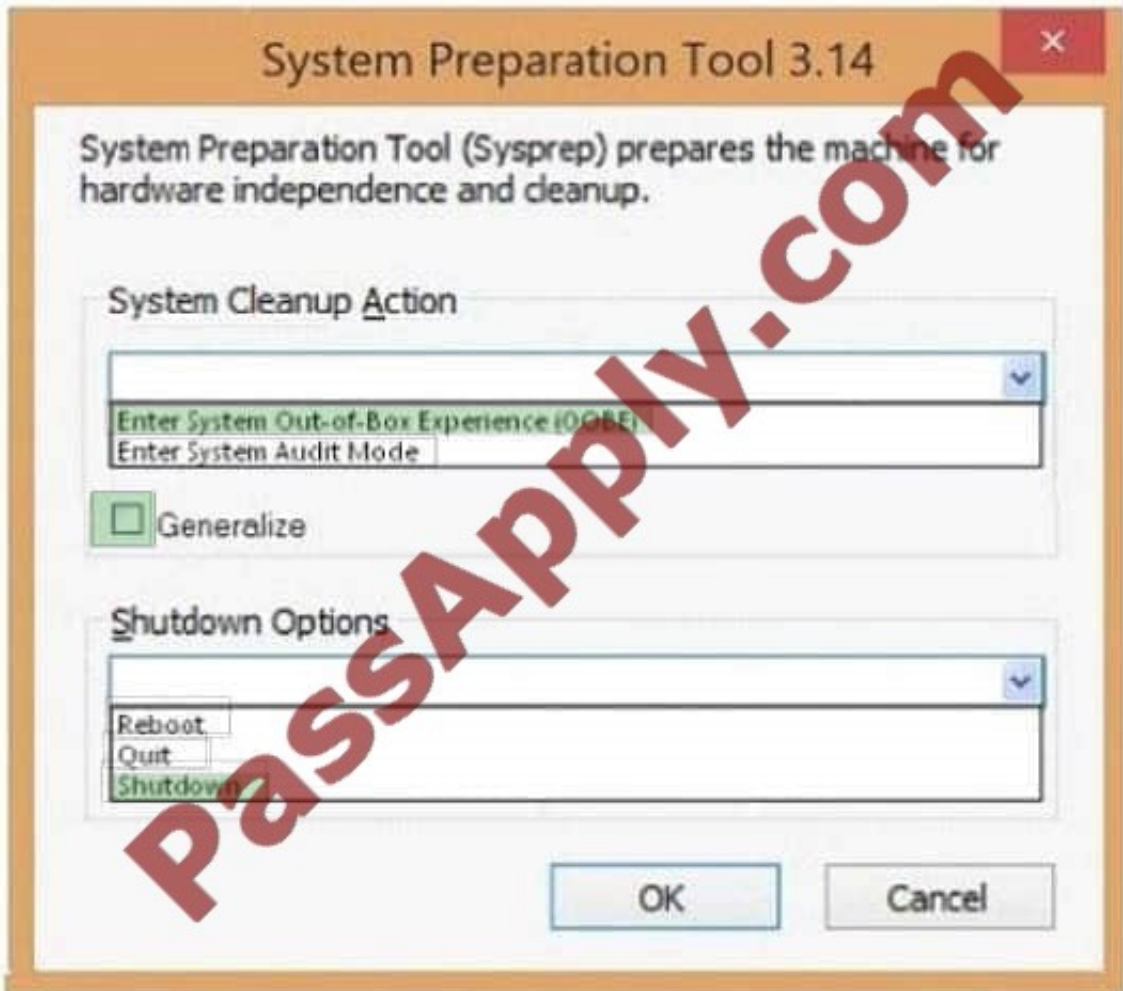 System Preparation Tool 3.14
System Preparation Tool (Sysprep) prepares the machine for
hardware independence and cleanup.
System Cleanup Action
Enter System Out-of-Box Experience (OOBE)
Enter System Audit Mode
Generalize
Shutdown Options
Reboot
Quit
Shutdown
OK
Cancel
PassApply.com